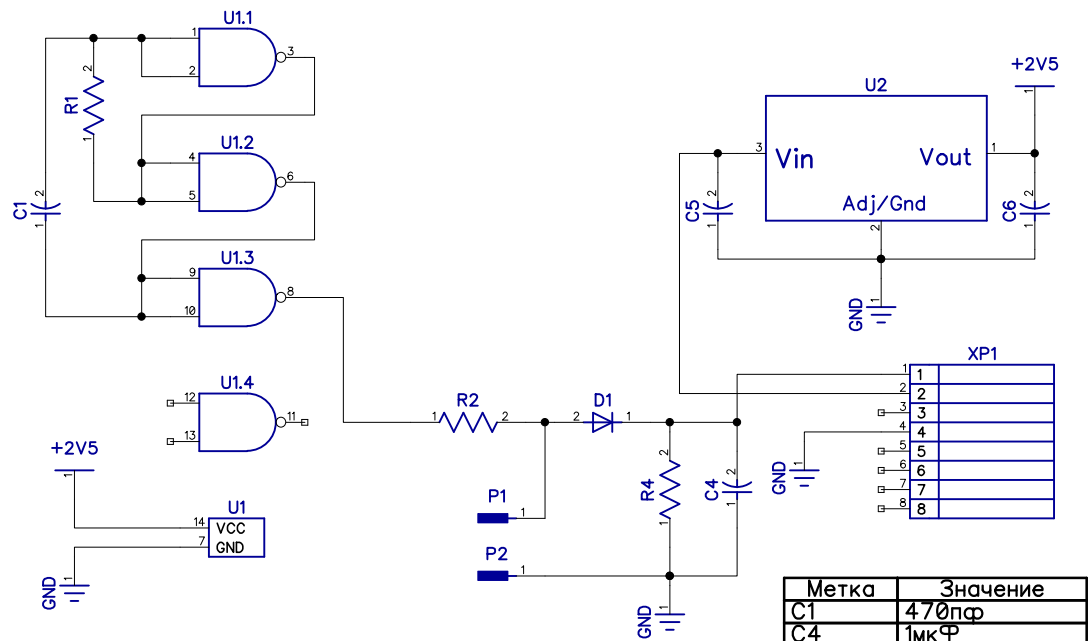 U1.1
1
2
3
R1
2
1
U1.2
4
5
6
C1
2
1
U1.3
9
10
8
U1.4
12
13
11
+2V5
1
U1
14 VCC
7 GND
GND
1
R2
1 2
D1
2 1
P1
1
P2
1
R4
2
1
C4
2
1
GND
1
U2
3 Vin
Vout 1
Adj/Gnd
2
+2V5
1
C5
2
1
C6
2
1
GND
1
XP1
1 1
2 2
3 3
4 4
5 5
6 6
7 7
8 8
GND
1
Метка Значение
C1 470пф
C4 1мкФ